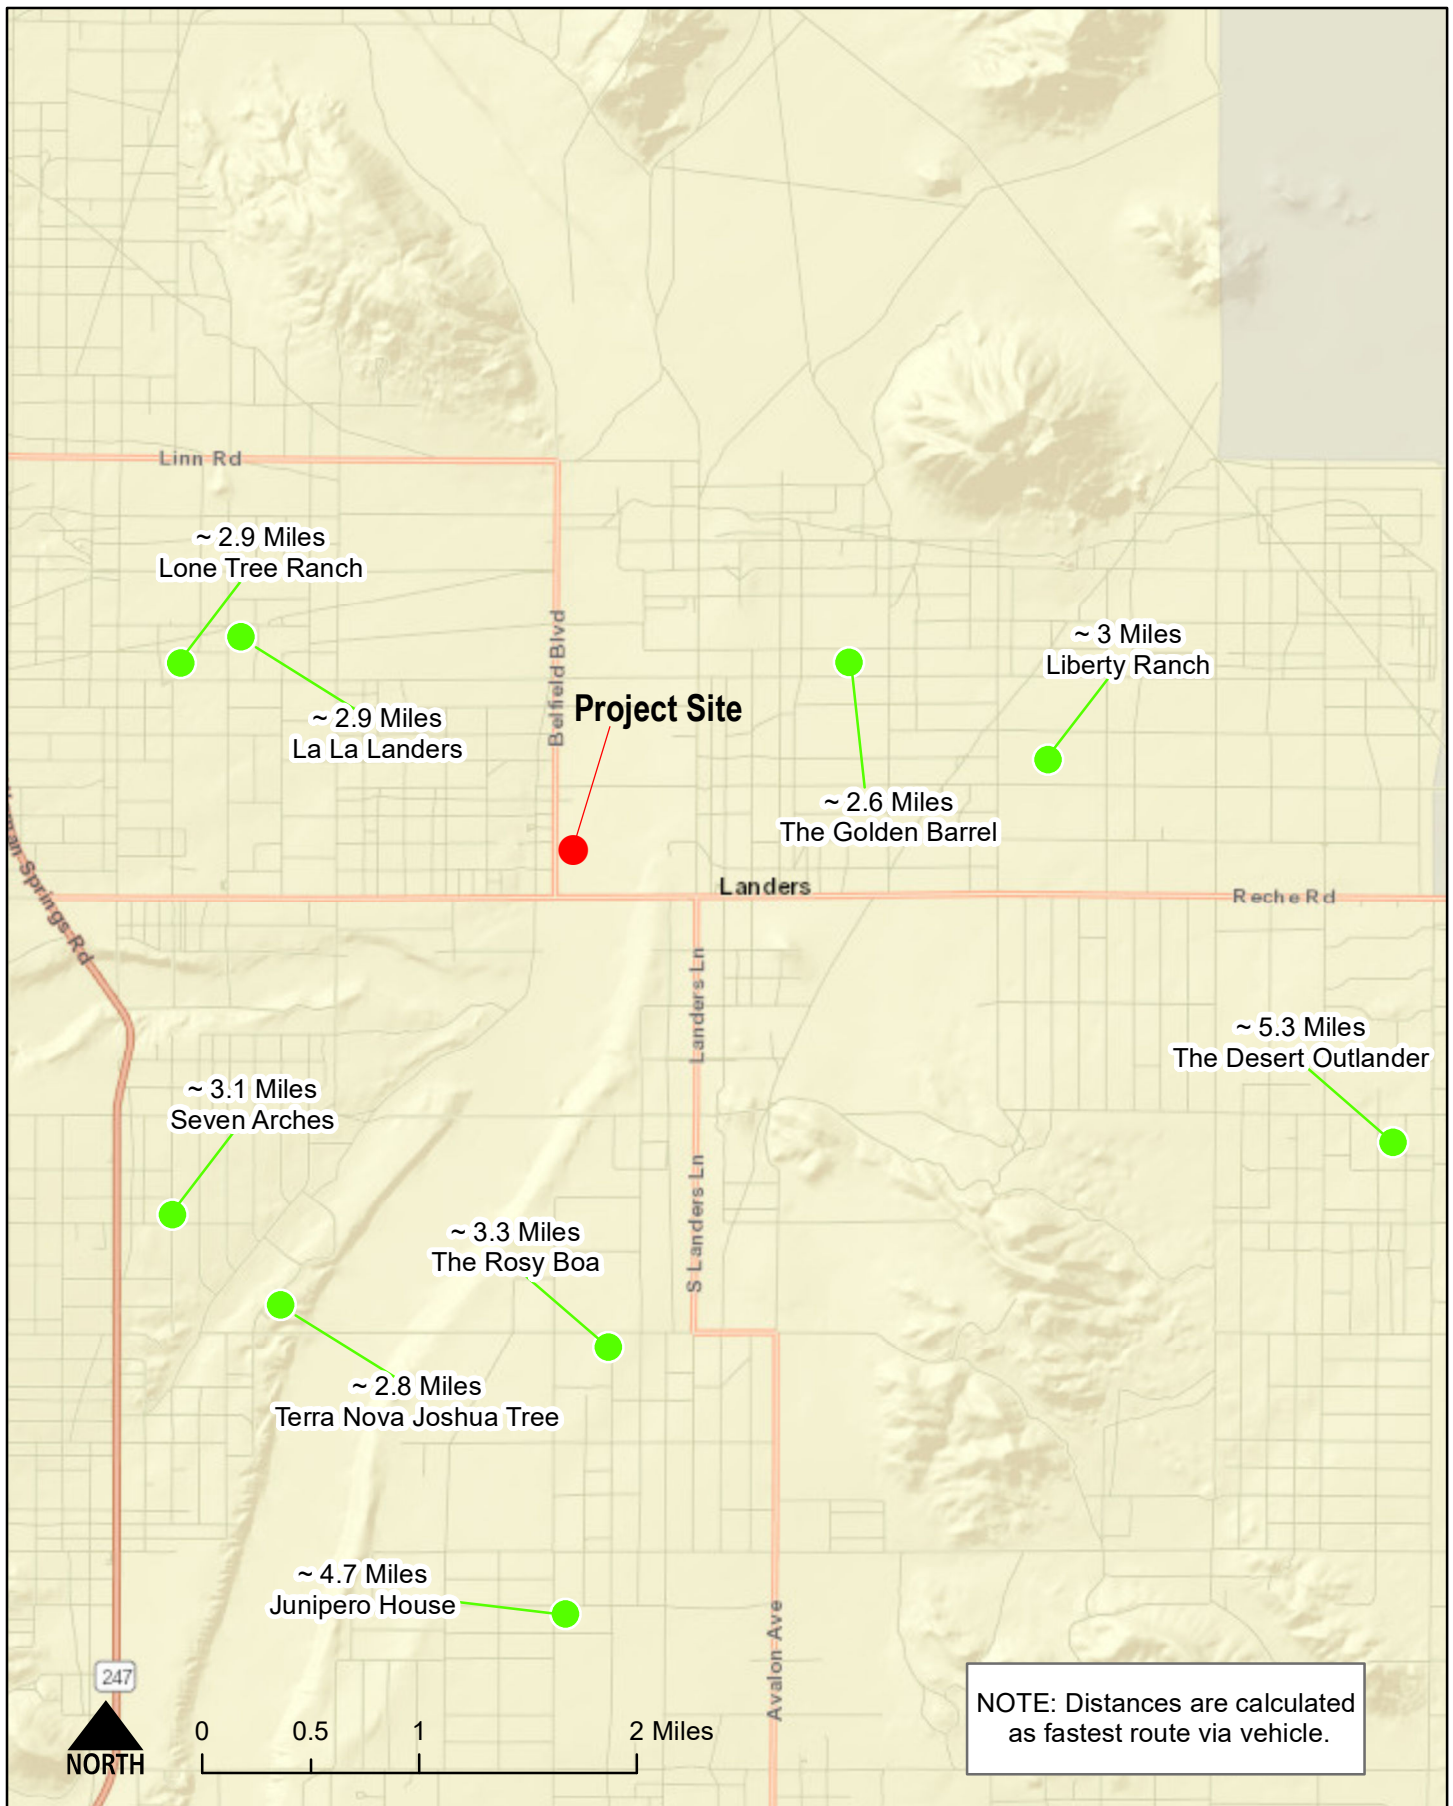 Linn Rd
~ 2.9 Miles
Lone Tree Ranch
Belfield Blvd
~ 3 Miles
Liberty Ranch
Project Site
~ 2.9 Miles
La La Landers
~ 2.6 Miles
The Golden Barrel
Springs Rd
Landers
Reche Rd
Landers Ln
~ 5.3 Miles
The Desert Outlander
~ 3.1 Miles
Seven Arches
S Landers Ln
~ 3.3 Miles
The Rosy Boa
~ 2.8 Miles
Terra Nova Joshua Tree
~ 4.7 Miles
Junipero House
Avalon Ave
247
NORTH
0 0.5 1 2 Miles
NOTE: Distances are calculated
as fastest route via vehicle.